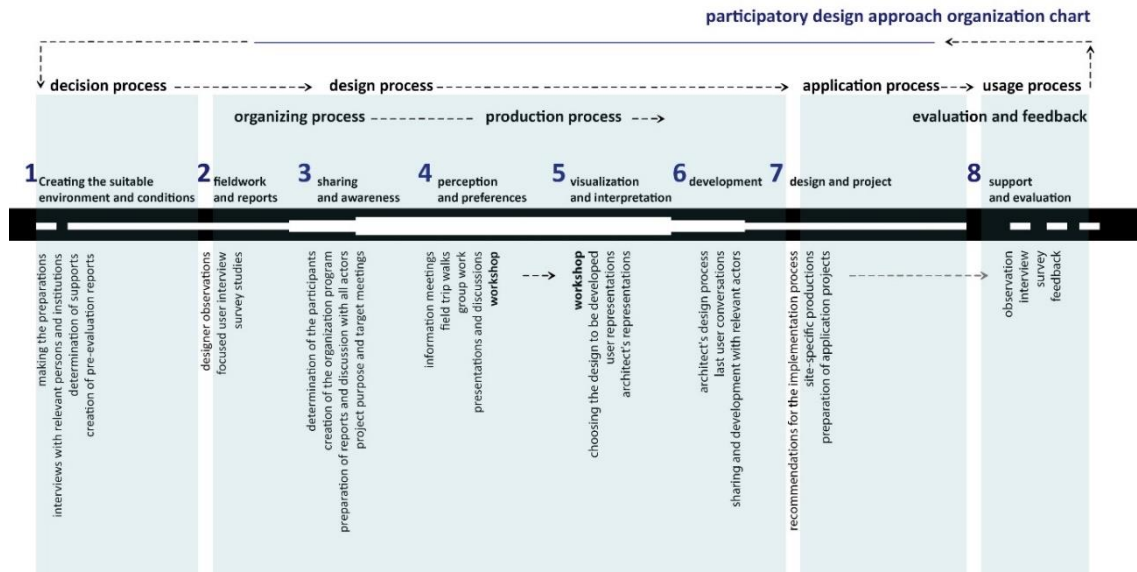 participatory design approach organization chart
decision process
design process
application process
usage process
organizing process
production process
evaluation and feedback
1 Creating the suitable
environment and conditions
2 fieldwork
and reports
3 sharing
and awareness
4 perception
and preferences
5 visualization
and interpretation
6 development
7 design and project
8 support
and evaluation
making the preparations
interviews with relevant persons and institutions
determination of supports
creation of pre-evaluation reports
designer observations
focused user interview
survey studies
determination of the participants
creation of the organization program
preparation of reports and discussion with all actors
project purpose and target meetings
information meetings
field trip walks
group work
presentations and discussions
workshop
workshop
choosing the design to be developed
user representations
architect's representations
architect's design process
last user conversations
sharing and development with relevant actors
recommendations for the implementation process
site-specific productions
preparation of application projects
observation
interview
survey
feedback